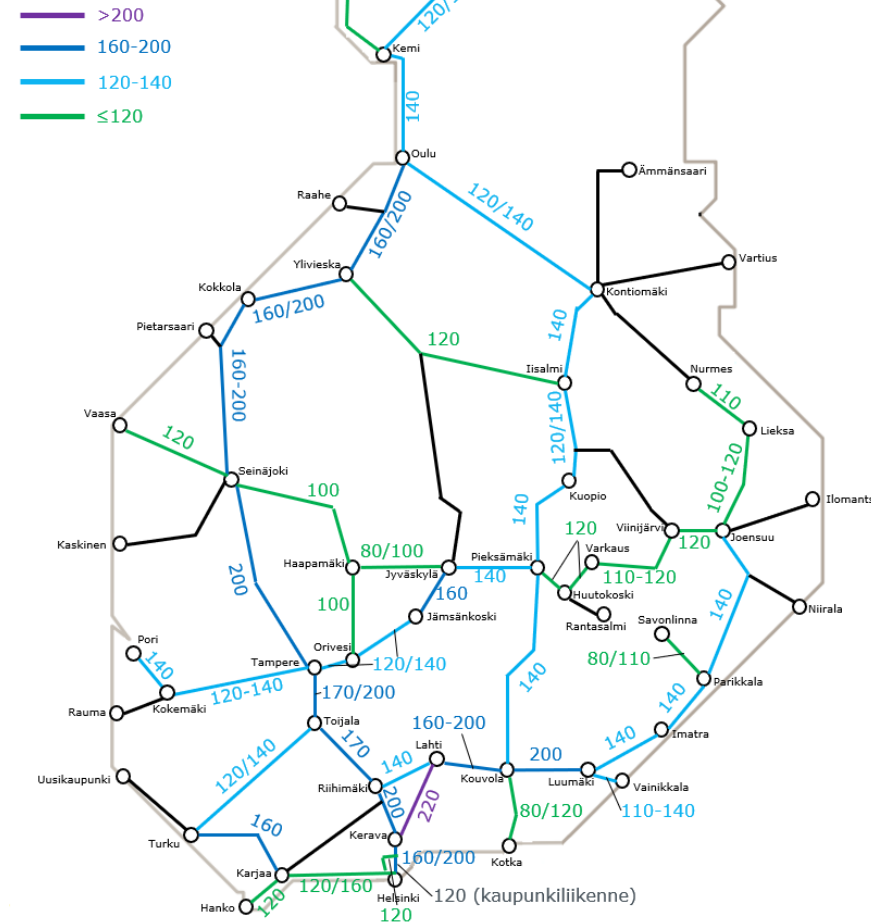 >200
160-200
120-140
≤120
120/1
Kemi
140
Oulu
Ämmänsaari
Raahe
120/140
160/200
Ylivieska
Vartius
Kokkola
Kontiomäki
160/200
Pietarsaari
140
120
160-200
Iisalmi
Nurmes
110
Vaasa
120
120/140
Lieksa
Seinäjoki
100
100-120
Kuopio
140
Ilomants
120
Viinijärvi
120
Joensuu
Kaskinen
80/100
Pieksämäki
Varkaus
Haapamäki
Jyväskylä
140
110-120
200
160
Huutokoski
100
Jämsänkoski
Rantasalmi
140
Niirala
Savonlinna
Pori
Orivesi
80/110
140
Tampere
120/140
140
Parikkala
120-140
170/200
140
Rauma
Kokemäki
Toijala
160-200
Imatra
170
Lahti
140
200
140
120/140
Kouvola
Luumäki
Vainikkala
Uusikaupunki
Riihimäki
200
220
80/120
110-140
160
Turku
Kerava
160/200
Kotka
Karjaa
120/160
120 (kaupunkiliikenne)
Helsinki
Hanko
120
120